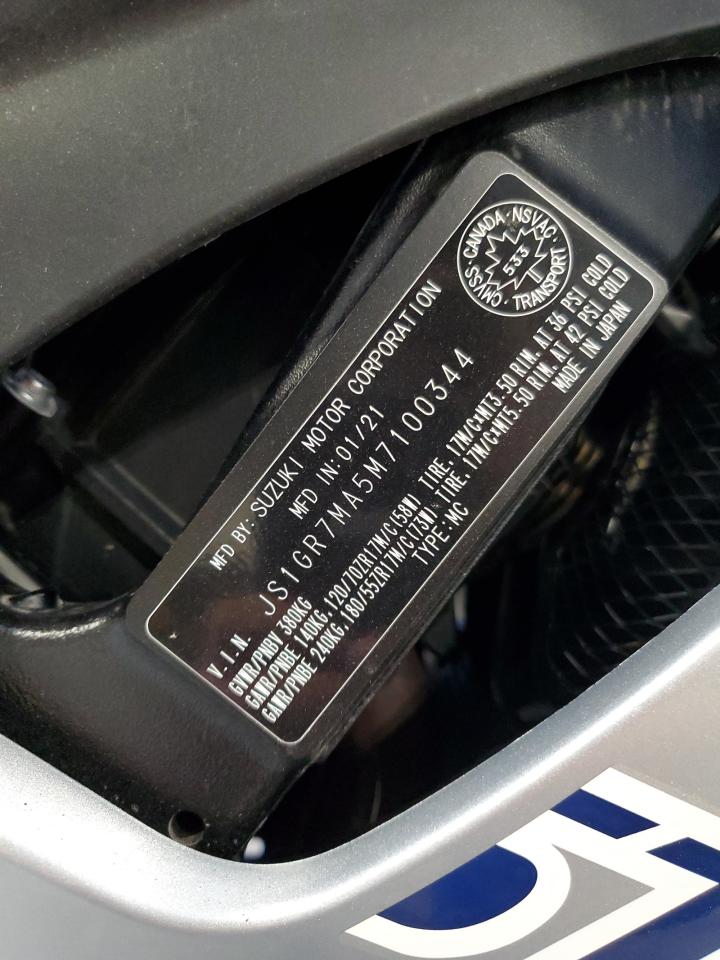 CANADA · NSVAC · TRANSPORT · CMVSS ·
533
MFD BY: SUZUKI MOTOR CORPORATION
MFD IN: 01/21
V.I.N. JS1GR7MA5M7100344
GVWR/PNBV 380KG
GAWR/PNBE 140KG. 120/70ZR17M/C(58W) TIRE. 17M/C×MT3.50 RIM. AT 36 PSI COLD
GAWR/PNBE 240KG. 180/55ZR17M/C(73W) TIRE. 17M/C×MT5.50 RIM. AT 42 PSI COLD
TYPE: MC MADE IN JAPAN